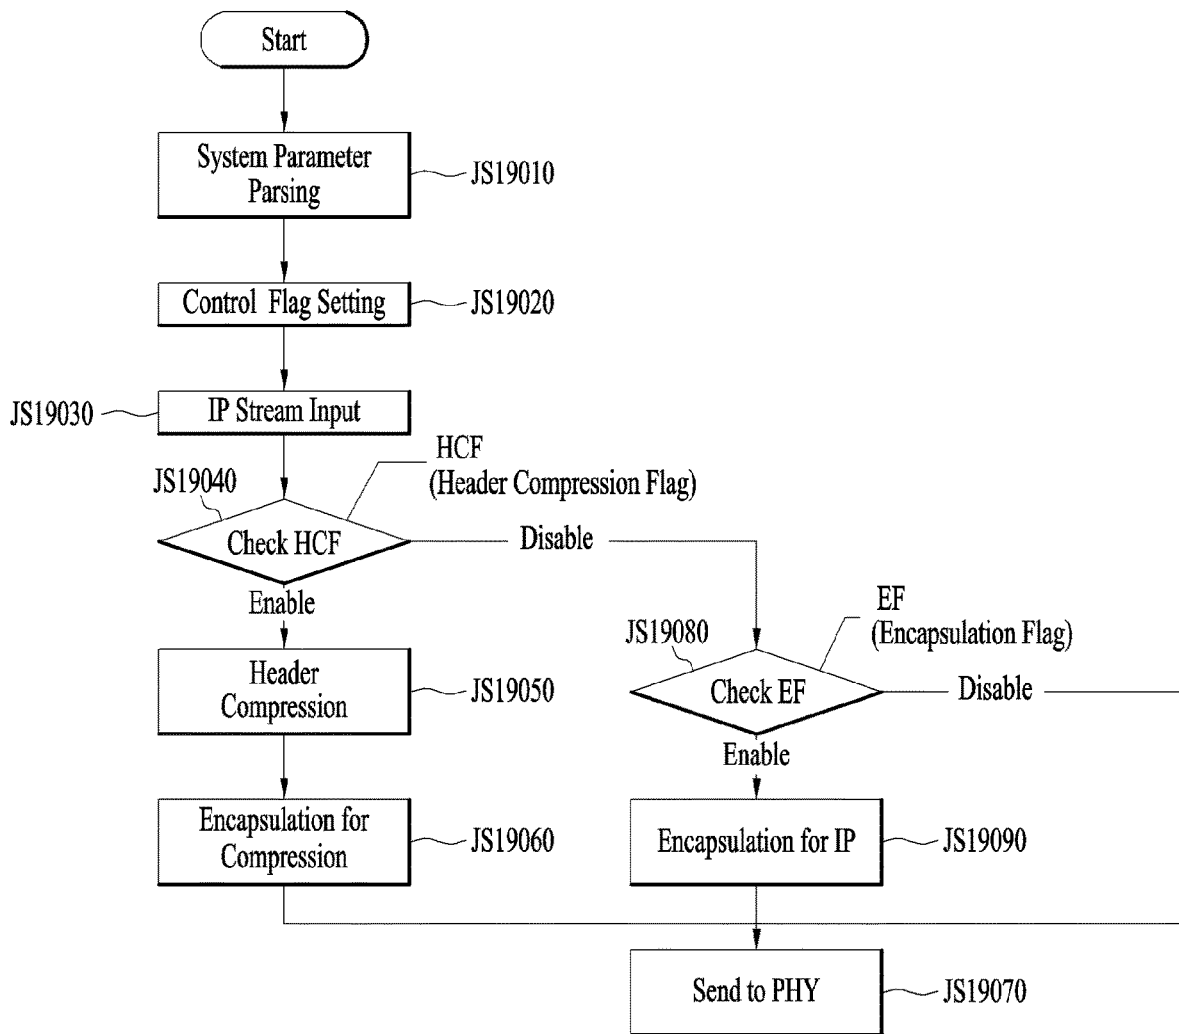 Start
System Parameter
Parsing
JS19010
Control Flag Setting
JS19020
JS19030
IP Stream Input
HCF
(Header Compression Flag)
JS19040
Check HCF
Disable
Enable
EF
(Encapsulation Flag)
JS19080
Check EF
Disable
Enable
Header
Compression
JS19050
Encapsulation for
Compression
JS19060
Encapsulation for IP
JS19090
Send to PHY
JS19070